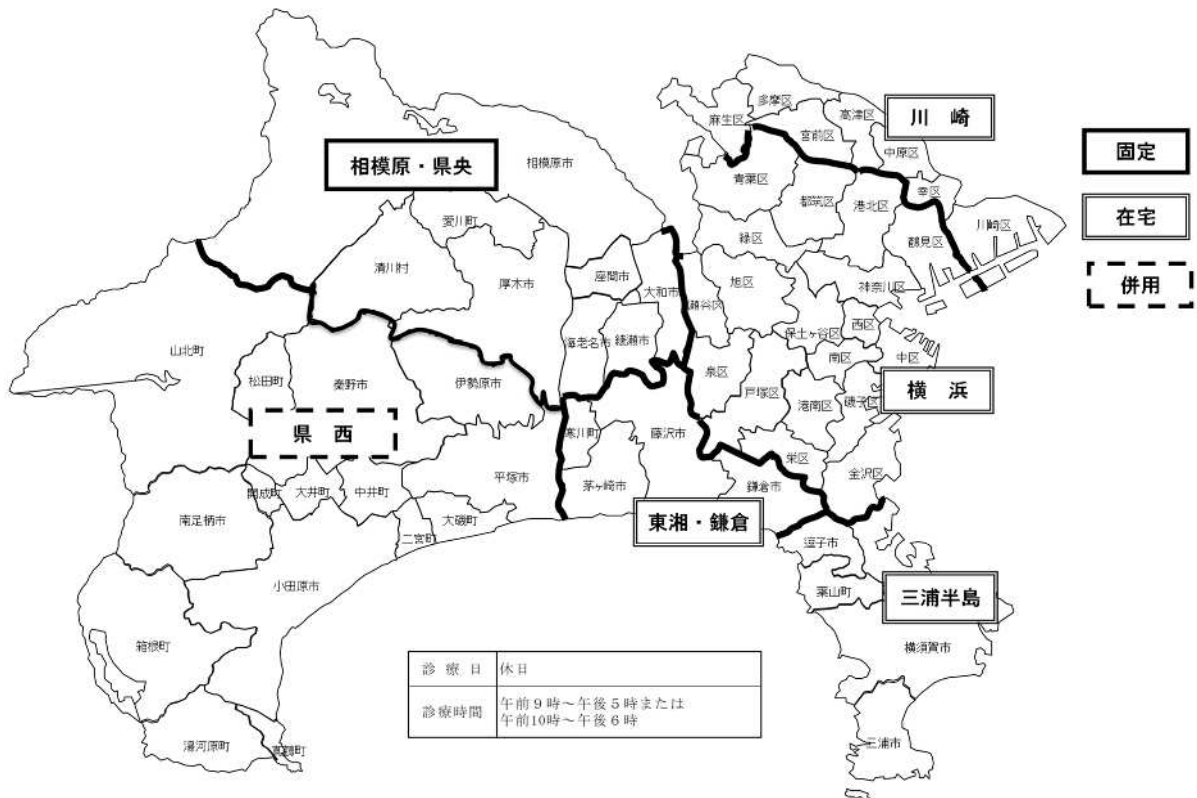 多摩区
麻生区
高津区
川崎
宮前区
中原区
固定
相模原・県央
相模原市
青葉区
幸区
愛川町
都筑区
港北区
在宅
川崎区
緑区
鶴見区
清川村
座間市
厚木市
大和市
旭区
神奈川区
併用
瀬谷区
西区
保土ヶ谷区
海老名市
綾瀬市
山北町
南区
中区
泉区
松田町
秦野市
伊勢原市
横浜
戸塚区
港南区
磯子区
県西
寒川町
藤沢市
栄区
金沢区
平塚市
茅ヶ崎市
鎌倉市
開成町
大井町
中井町
南足柄市
大磯町
東湘・鎌倉
二宮町
逗子市
小田原市
葉山町
三浦半島
箱根町
横須賀市
診療日 休日
診療時間 午前9時~午後5時または
午前10時~午後6時
湯河原町
真鶴町
三浦市